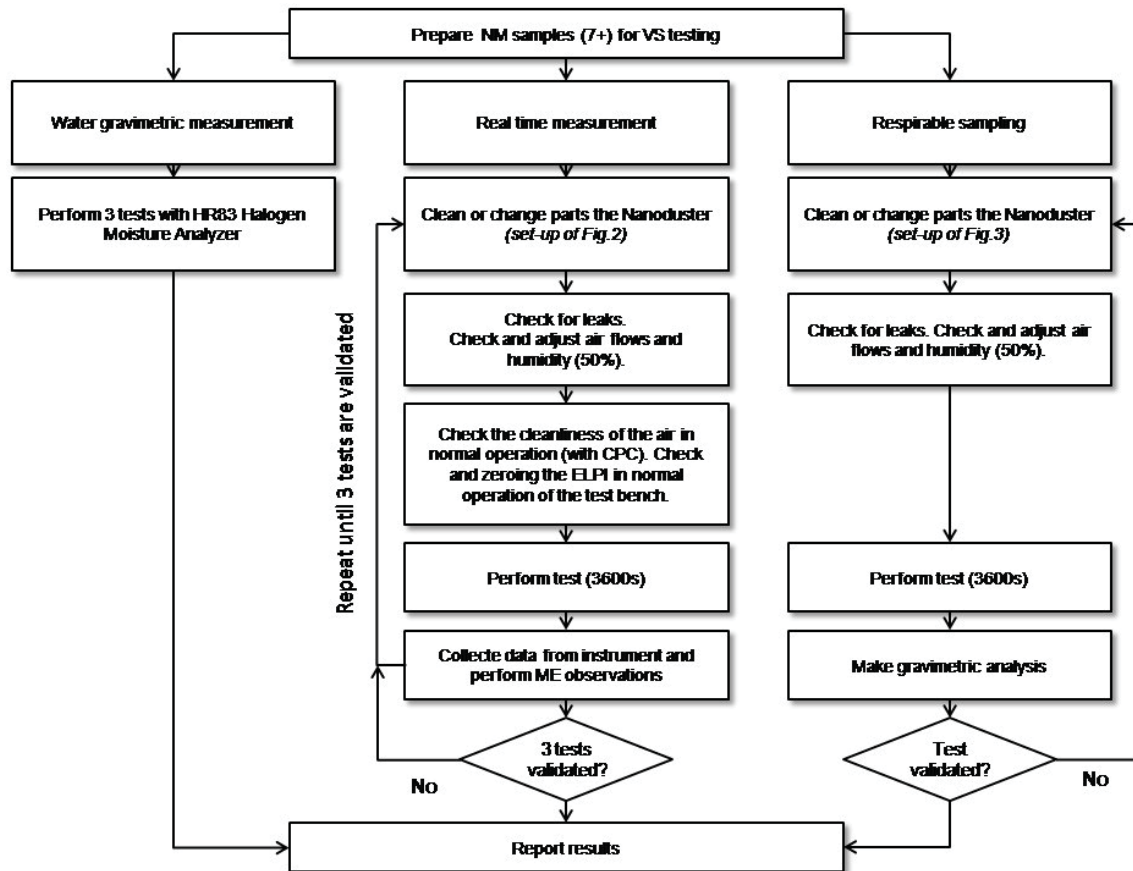 Prepare NM samples (7+) for VS testing
Water gravimetric measurement
Real time measurement
Respirable sampling
Perform 3 tests with HR83 Halogen
Moisture Analyzer
Clean or change parts the Nanoduster
(set-up of Fig.2)
Clean or change parts the Nanoduster
(set-up of Fig.3)
Repeat until 3 tests are validated
Check for leaks.
Check and adjust air flows and
humidity (50%).
Check for leaks. Check and adjust air
flows and humidity (50%).
Check the cleanliness of the air in
normal operation (with CPC). Check
and zeroing the ELPI in normal
operation of the test bench.
Perform test (3600s)
Perform test (3600s)
Collecte data from instrument and
perform ME observations
Make gravimetric analysis
3 tests
validated?
No
Test
validated?
No
Report results